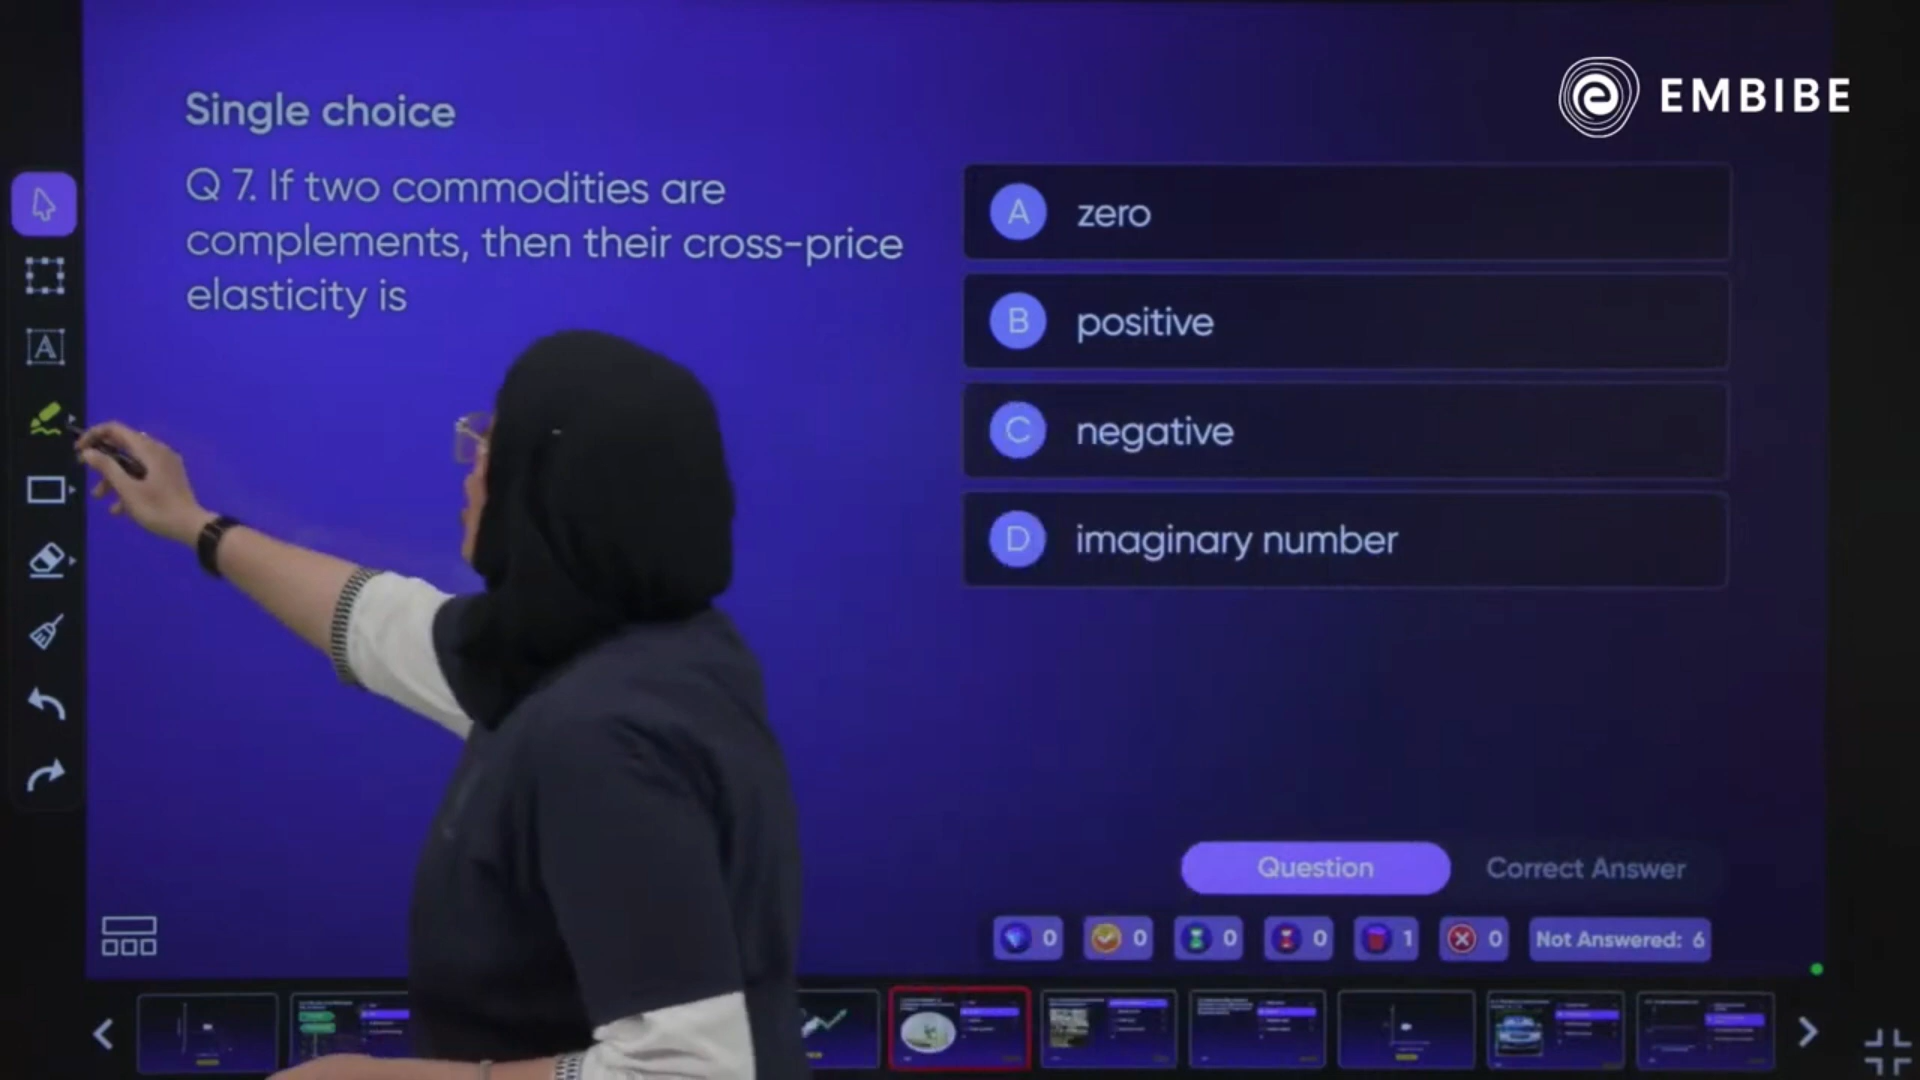 EMBIBE
Single choice
Q 7. If two commodities are
complements, then their cross-price
elasticity is
A zero
B positive
C negative
D imaginary number
A
Question Correct Answer
0 0 0 0 1 0 Not Answered: 6